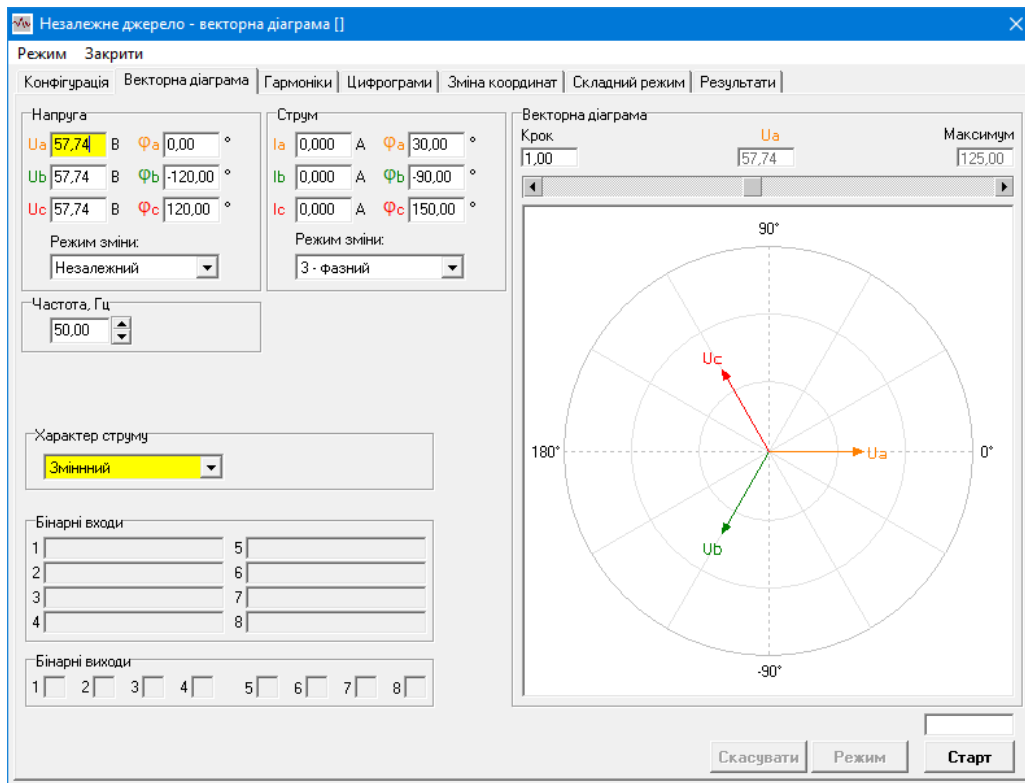 Незалежне джерело - векторна діаграма []
Режим Закрити
Конфігурація Векторна діаграма Гармоніки Цифрограми Зміна координат Складний режим Результати
Напруга
Ua 57,74 В φa 0,00 °
Ub 57,74 В φb -120,00 °
Uc 57,74 В φc 120,00 °
Режим зміни:
Незалежний
Струм
Ia 0,000 А φa 30,00 °
Ib 0,000 А φb -90,00 °
Ic 0,000 А φc 150,00 °
Режим зміни:
3 - фазний
Частота, Гц
50,00
Характер струму
Зміннний
Бінарні входи
1 5
2 6
3 7
4 8
Бінарні виходи
1 2 3 4 5 6 7 8
Векторна діаграма
Крок Ua Максимум
1,00 57,74 125,00
90°
Uc
180° Ua 0°
Ub
-90°
Скасувати Режим Старт